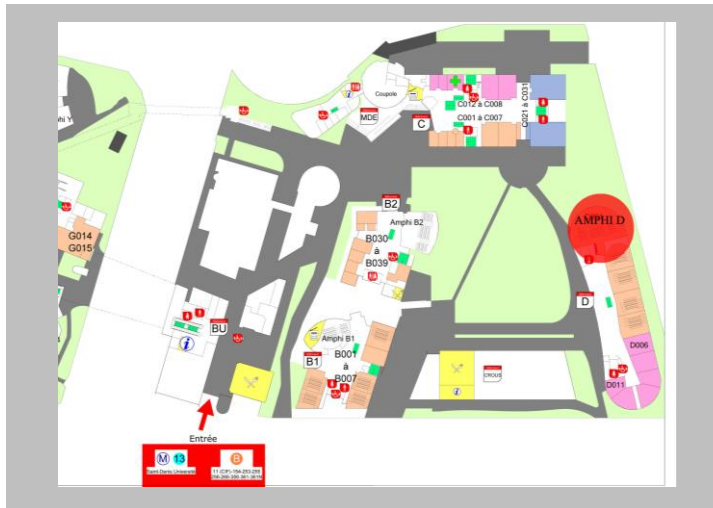 Coupole
MDE
C
C012 à C008
C001 à C007
C021 à C031
G014
G015
B2
Amphi B2
B030
à
B039
AMPHI D
D
BU
Amphi B1
B1
B001
à
B007
CROUS
D006
D011
Entrée
M 13
Saint-Denis Université
B